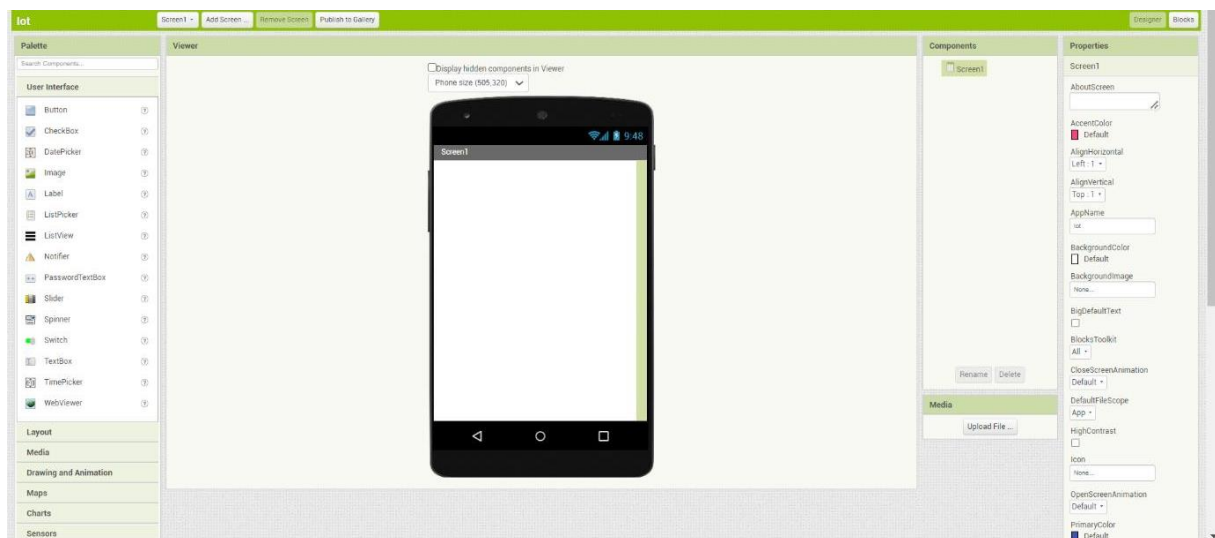 Iot
Screen1
Add Screen ...
Remove Screen
Publish to Gallery
Designer
Blocks
Palette
Search Components...
User Interface
Button
CheckBox
DatePicker
Image
Label
ListPicker
ListView
Notifier
PasswordTextBox
Slider
Spinner
Switch
TextBox
TimePicker
WebViewer
Layout
Media
Drawing and Animation
Maps
Charts
Sensors
Viewer
Display hidden components in Viewer
Phone size (505,320)
9:48
Screen1
Components
Screen1
Rename
Delete
Media
Upload File ...
Properties
Screen1
AboutScreen
AccentColor
Default
AlignHorizontal
Left : 1
AlignVertical
Top : 1
AppName
Iot
BackgroundColor
Default
BackgroundImage
None...
BigDefaultText
BlocksToolkit
All
CloseScreenAnimation
Default
DefaultFileScope
App
HighContrast
Icon
None...
OpenScreenAnimation
Default
PrimaryColor
Default